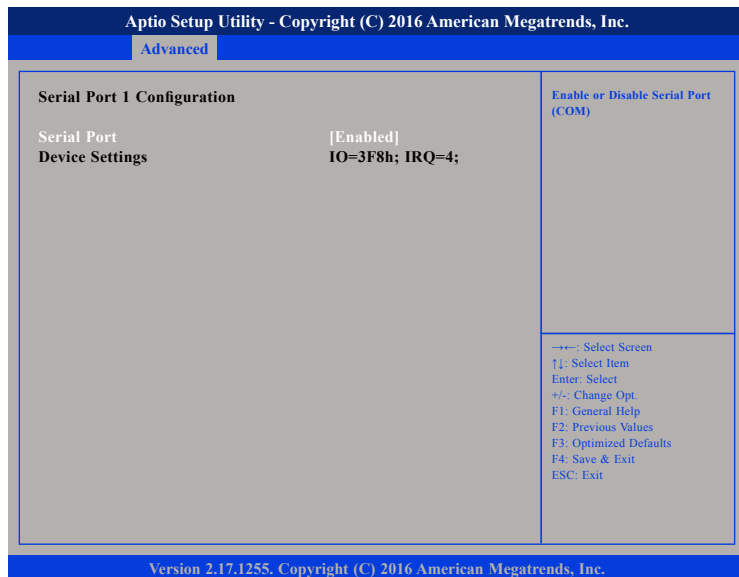 Aptio Setup Utility - Copyright (C) 2016 American Megatrends, Inc.
Advanced
Serial Port 1 Configuration
Serial Port [Enabled]
Device Settings IO=3F8h; IRQ=4;
Enable or Disable Serial Port
(COM)
→←: Select Screen
↑↓: Select Item
Enter: Select
+/-: Change Opt.
F1: General Help
F2: Previous Values
F3: Optimized Defaults
F4: Save & Exit
ESC: Exit
Version 2.17.1255. Copyright (C) 2016 American Megatrends, Inc.